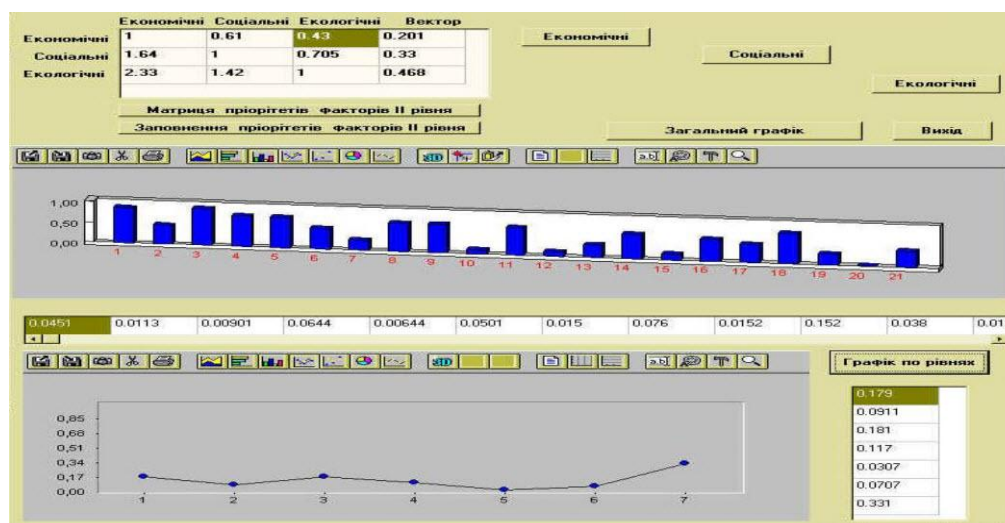 Економічні Соціальні Екологічні Вектор
Економічні 1 0.61 0.43 0.201
Соціальні 1.64 1 0.705 0.33
Екологічні 2.33 1.42 1 0.468
Економічні
Соціальні
Екологічні
Матриця пріорітетів факторів II рівня
Заповнення пріорітетів факторів II рівня
Загальний графік
Вихід
3D
a.b
T
1,00
0,50
0,00
1 2 3 4 5 6 7 8 9 10 11 12 13 14 15 16 17 18 19 20 21
0.0451 0.0113 0.00901 0.0644 0.00644 0.0501 0.015 0.076 0.0152 0.152 0.038 0.01
3D
a.b
T
Графік по рівнях
0.179
0.0911
0.181
0.117
0.0307
0.0707
0.331
0,85
0,68
0,51
0,34
0,17
0,00
1 2 3 4 5 6 7